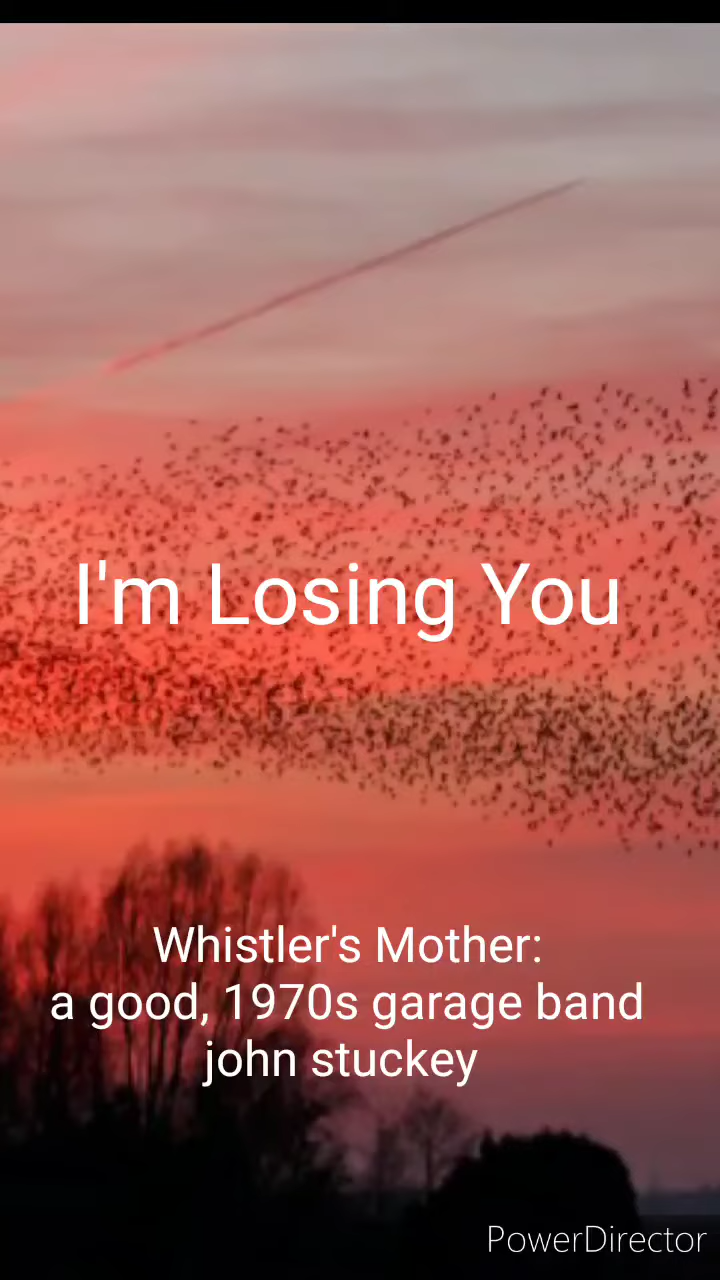 I'm Losing You
Whistler's Mother:
a good, 1970s garage band
john stuckey
PowerDirector